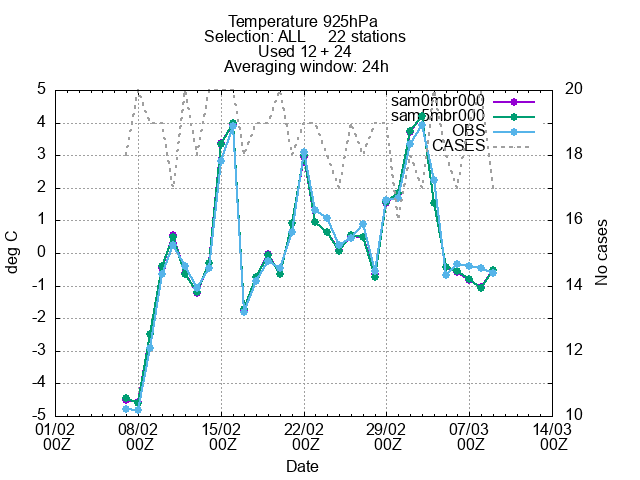 Temperature 925hPa
Selection: ALL 22 stations
Used 12 + 24
Averaging window: 24h
sam0mbr000
sam5mbr000
OBS
CASES
deg C
5
4
3
2
1
0
-1
-2
-3
-4
-5
20
18
16
14
12
10
No cases
01/02 08/02 15/02 22/02 29/02 07/03 14/03
00Z 00Z 00Z 00Z 00Z 00Z 00Z
Date